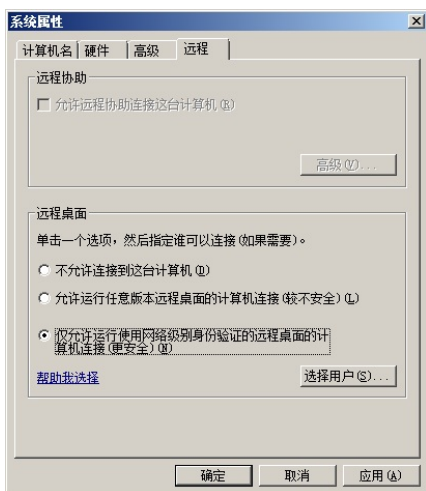 系统属性
计算机名 硬件 高级 远程
远程协助
允许远程协助连接这台计算机(R)
高级(V)...
远程桌面
单击一个选项，然后指定谁可以连接(如果需要)。
不允许连接到这台计算机(D)
允许运行任意版本远程桌面的计算机连接(较不安全)(L)
仅允许运行使用网络级别身份验证的远程桌面的计
算机连接(更安全)(N)
帮助我选择 选择用户(S)...
确定 取消 应用(A)